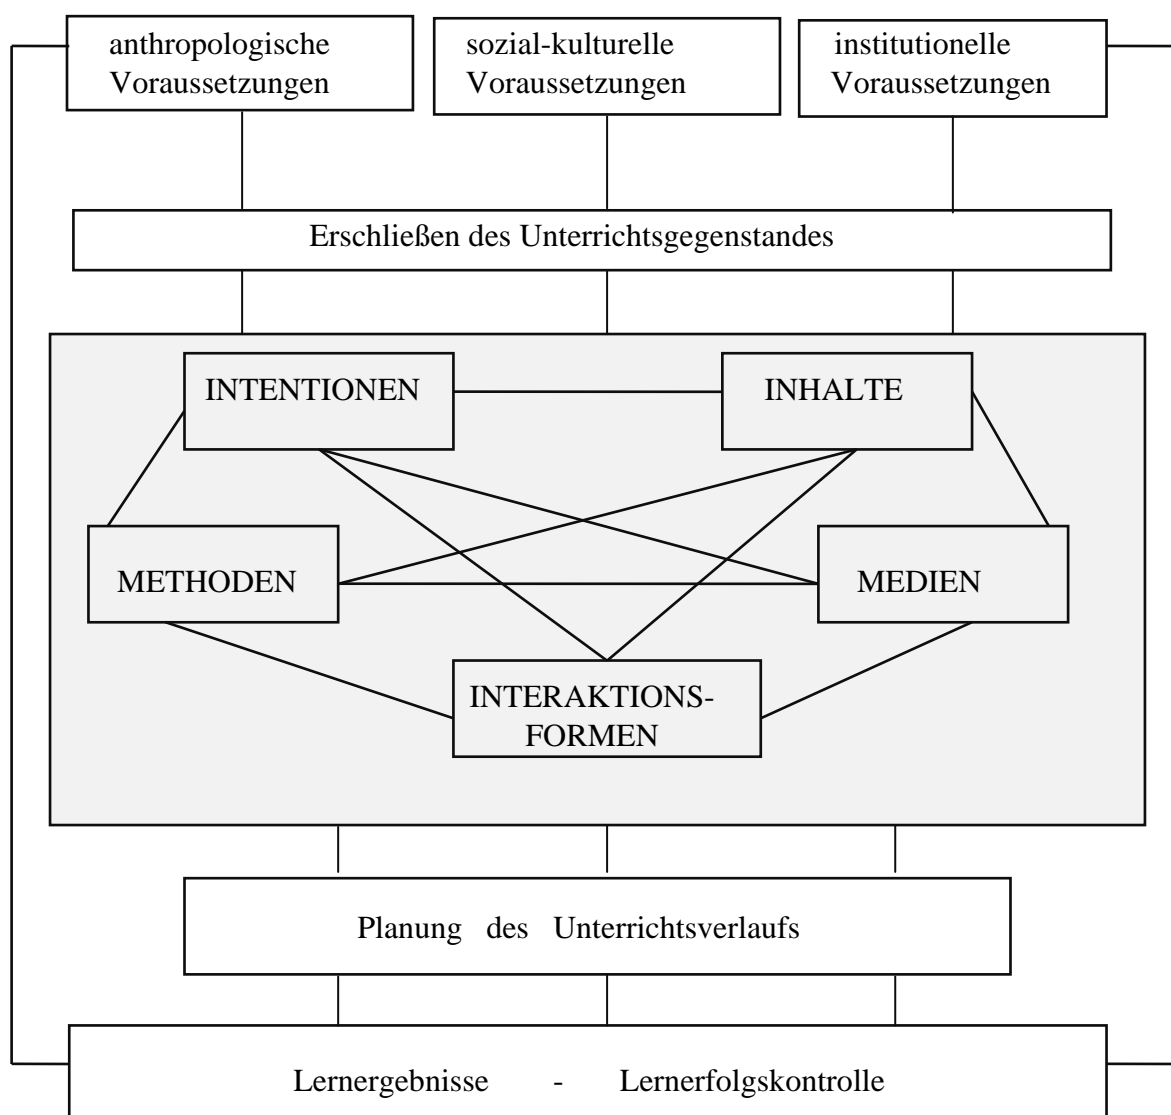 anthropologische
Voraussetzungen
sozial-kulturelle
Voraussetzungen
institutionelle
Voraussetzungen
Erschließen des Unterrichtsgegenstandes
INTENTIONEN
INHALTE
METHODEN
MEDIEN
INTERAKTIONS-
FORMEN
Planung des Unterrichtsverlaufs
Lernergebnisse - Lernerfolgskontrolle